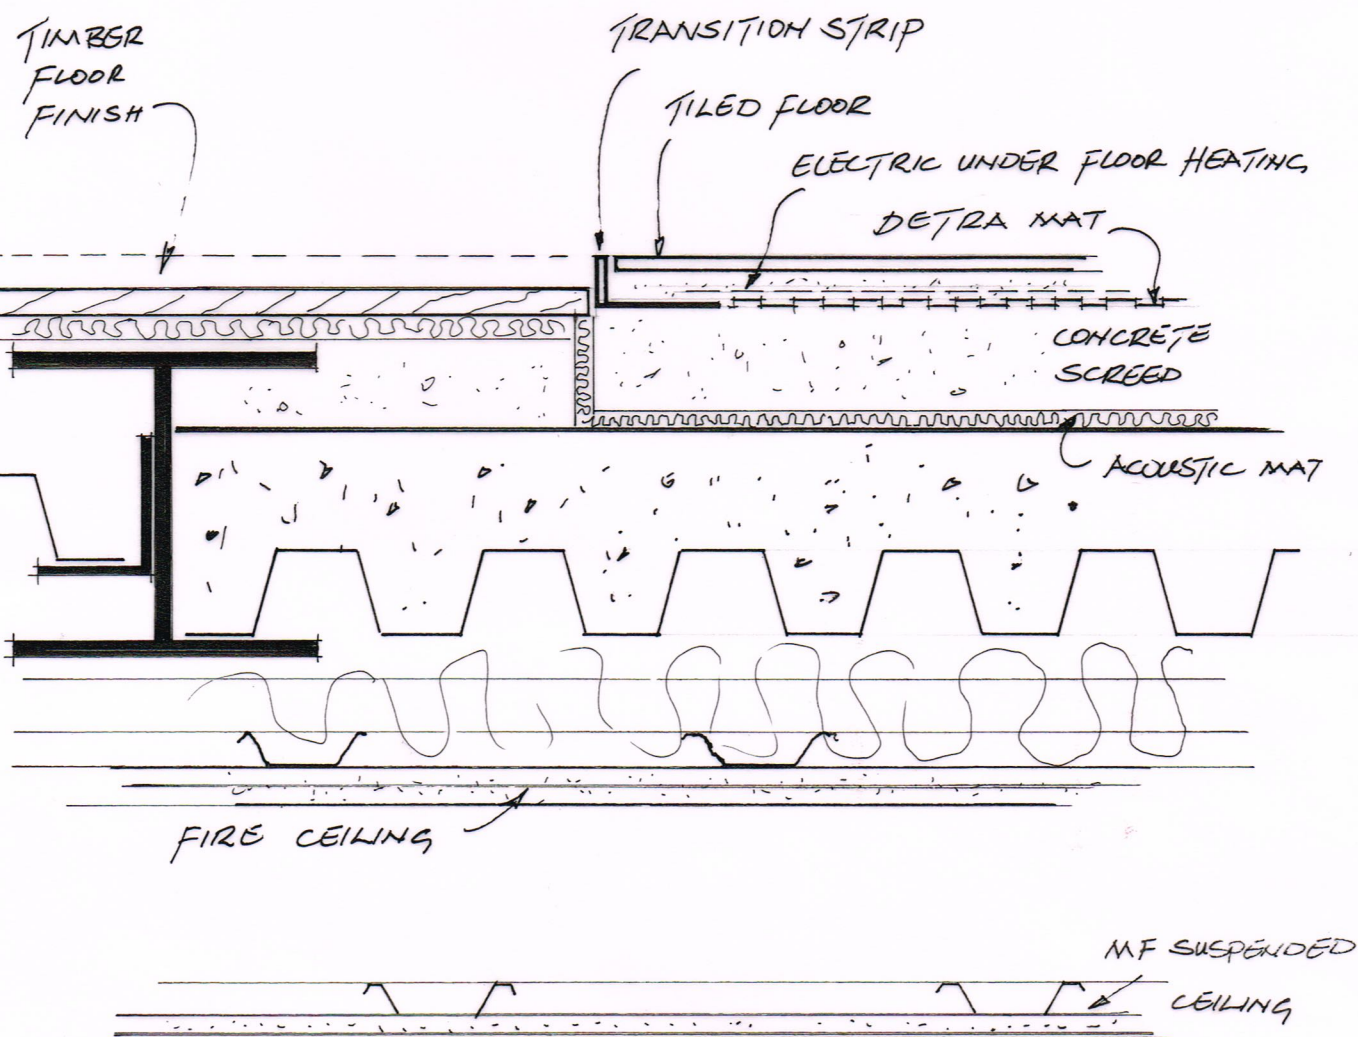 TIMBER
FLOOR
FINISH
TRANSITION STRIP
TILED FLOOR
ELECTRIC UNDER FLOOR HEATING
DETRA MAT
CONCRETE
SCREED
ACOUSTIC MAT
FIRE CEILING
MF SUSPENDED
CEILING